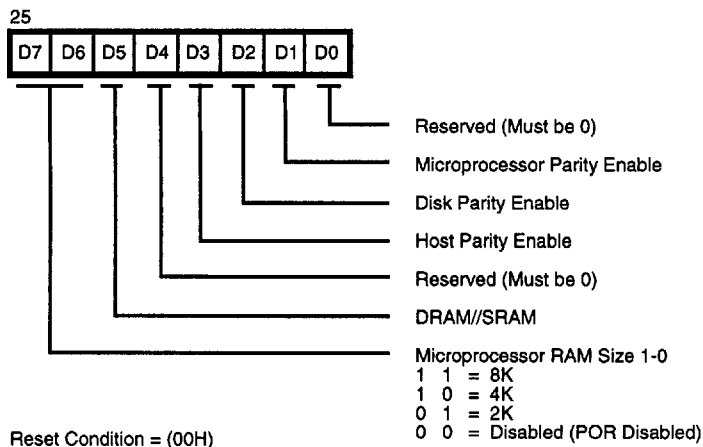 25
D7 D6 D5 D4 D3 D2 D1 D0
Reserved (Must be 0)
Microprocessor Parity Enable
Disk Parity Enable
Host Parity Enable
Reserved (Must be 0)
DRAM//SRAM
Microprocessor RAM Size 1-0
1 1 = 8K
1 0 = 4K
0 1 = 2K
0 0 = Disabled (POR Disabled)
Reset Condition = (00H)